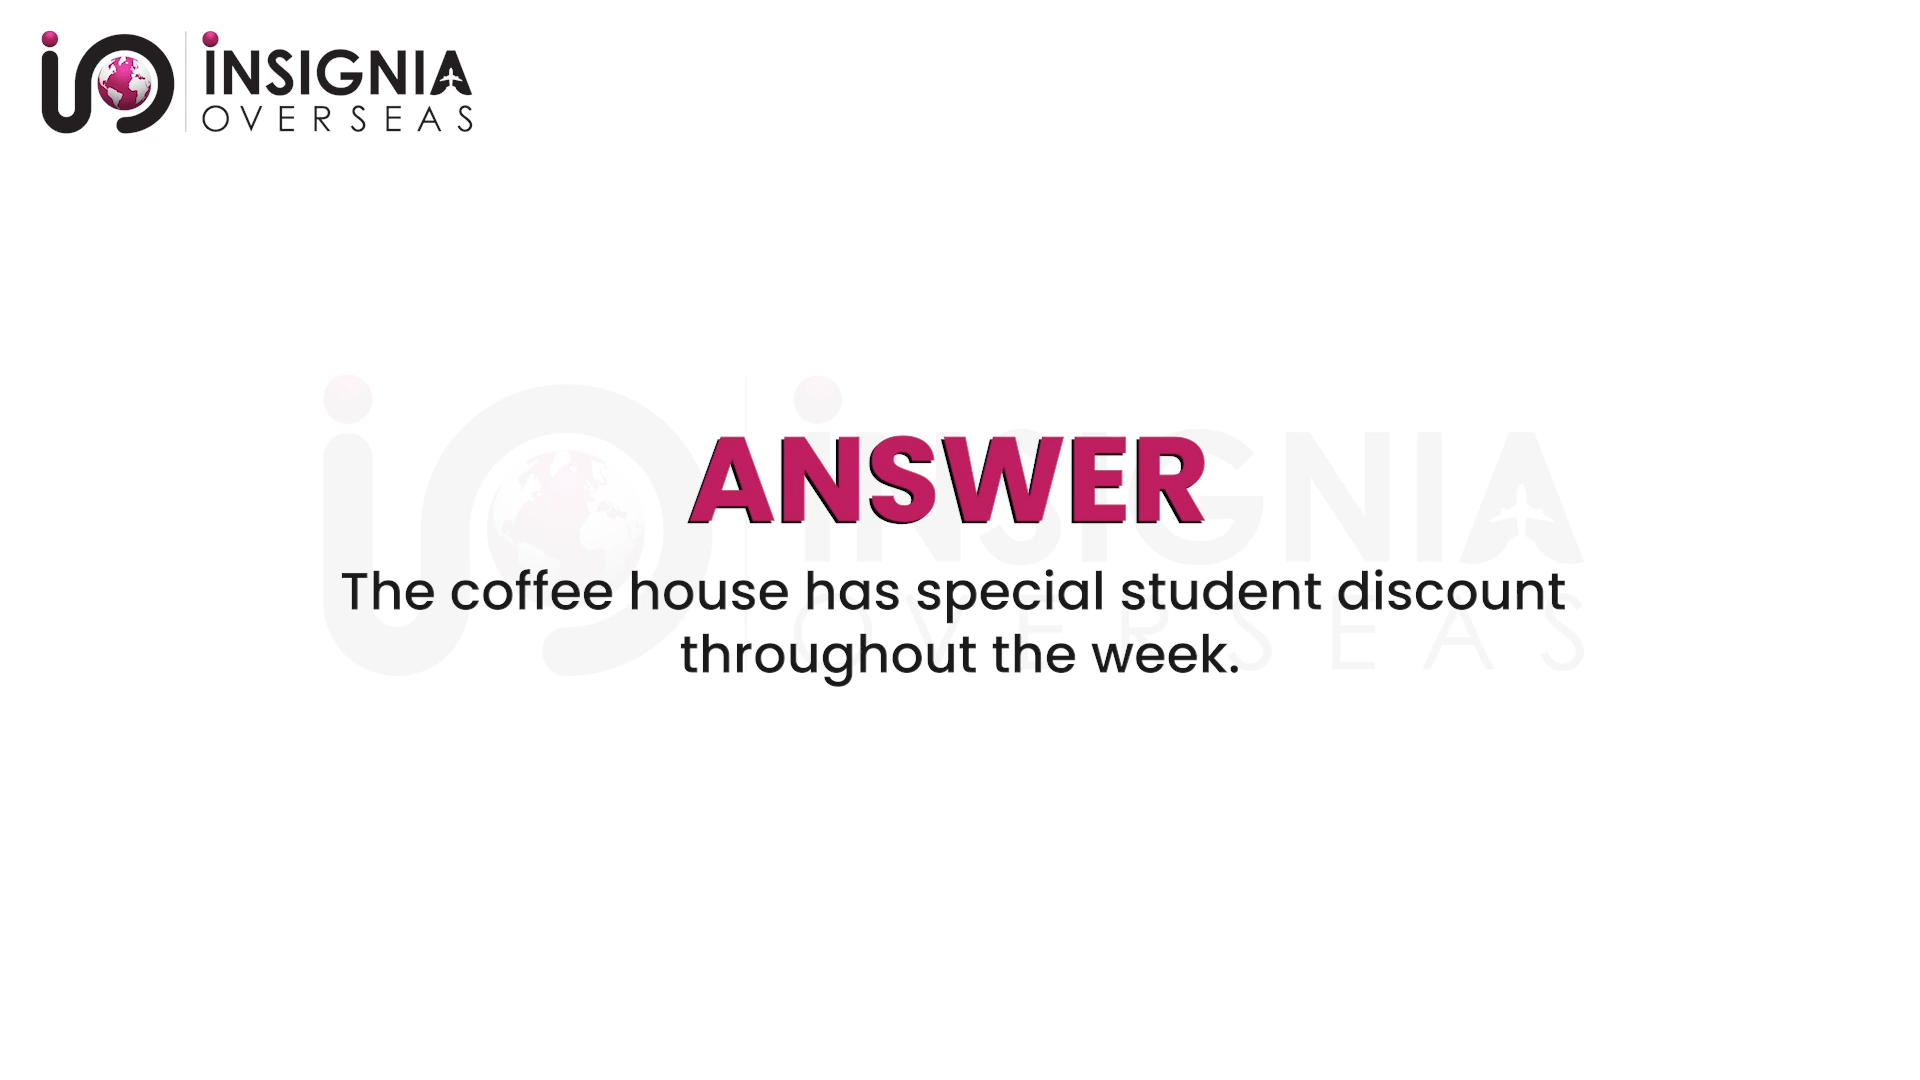 INSIGNIA
OVERSEAS
ANSWER
The coffee house has special student discount
throughout the week.